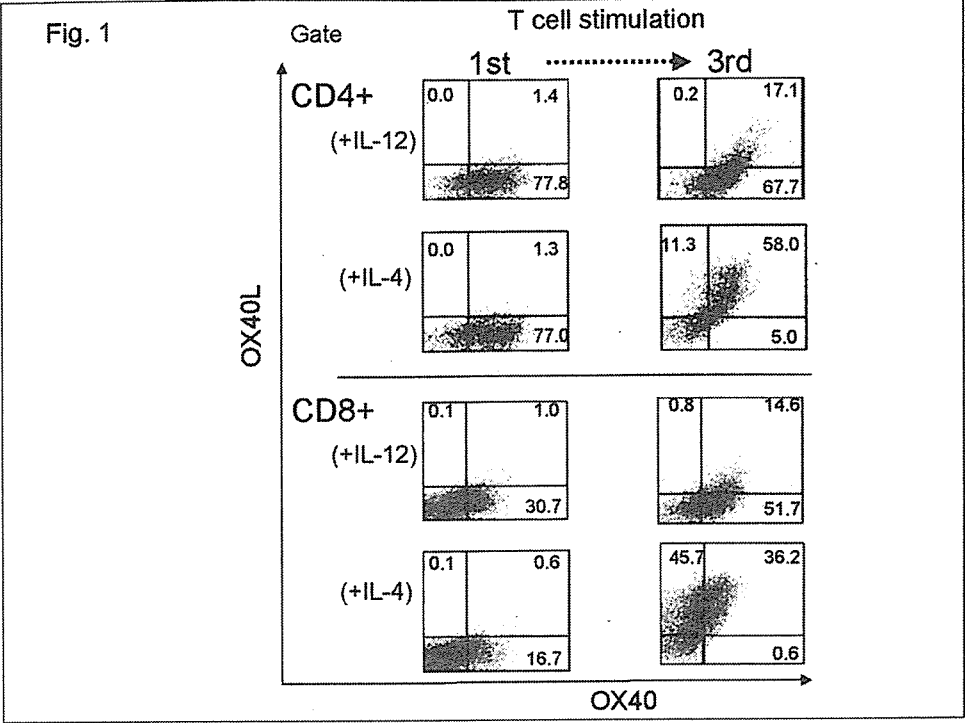 Fig. 1
Gate
T cell stimulation
1st
3rd
CD4+
(+IL-12)
0.0 1.4
77.8
0.2 17.1
67.7
(+IL-4)
0.0 1.3
77.0
11.3 58.0
5.0
CD8+
(+IL-12)
0.1 1.0
30.7
0.8 14.6
51.7
(+IL-4)
0.1 0.6
16.7
45.7 36.2
0.6
OX40L
OX40